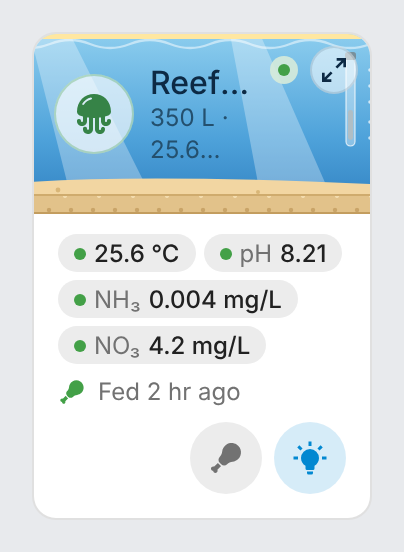 Reef…
350 L ·
25.6…
25.6 °C
pH 8.21
NH₃ 0.004 mg/L
NO₃ 4.2 mg/L
Fed 2 hr ago